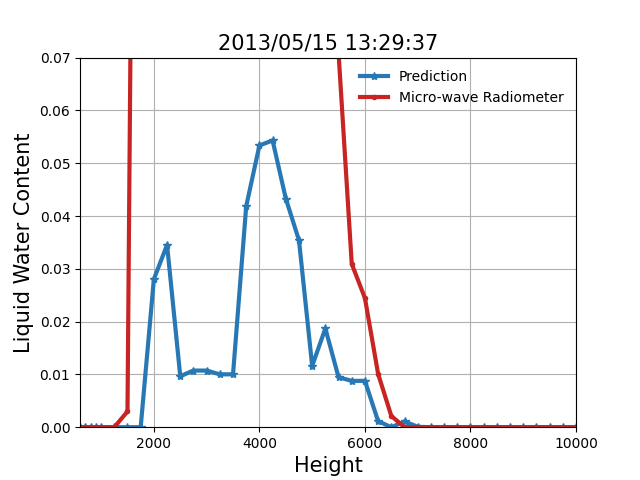 2013/05/15 13:29:37
Prediction
Micro-wave Radiometer
Liquid Water Content
0.07
0.06
0.05
0.04
0.03
0.02
0.01
0.00
2000 4000 6000 8000 10000
Height